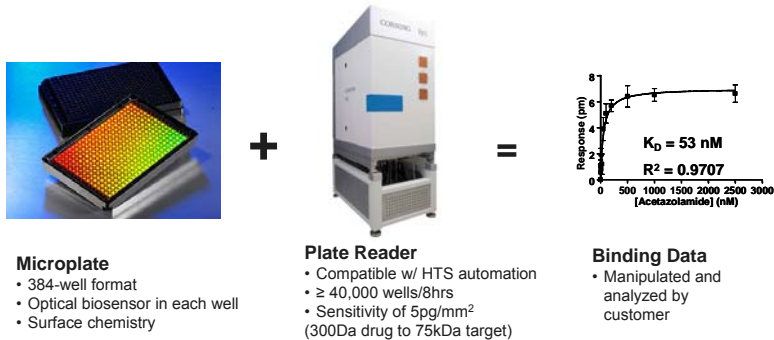 CORNING
+
=
8
6
4
2
0
Response (pm)
K_D = 53 nM
R² = 0.9707
0 500 1000 1500 2000 2500 3000
[Acetazolamide] (nM)
Microplate
• 384-well format
• Optical biosensor in each well
• Surface chemistry
Plate Reader
• Compatible w/ HTS automation
• ≥ 40,000 wells/8hrs
• Sensitivity of 5pg/mm²
(300Da drug to 75kDa target)
Binding Data
• Manipulated and
analyzed by
customer